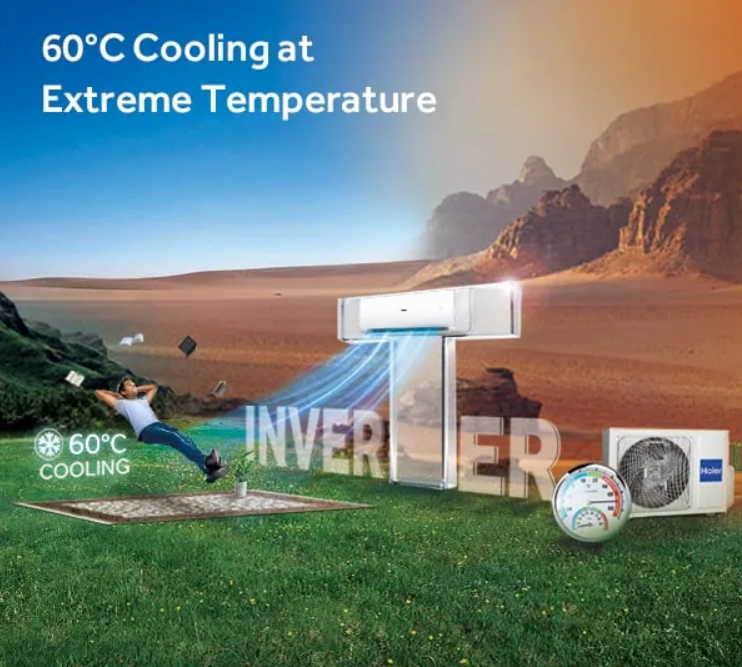 60°C Cooling at
Extreme Temperature
INVERTER
60°C
COOLING
Haier